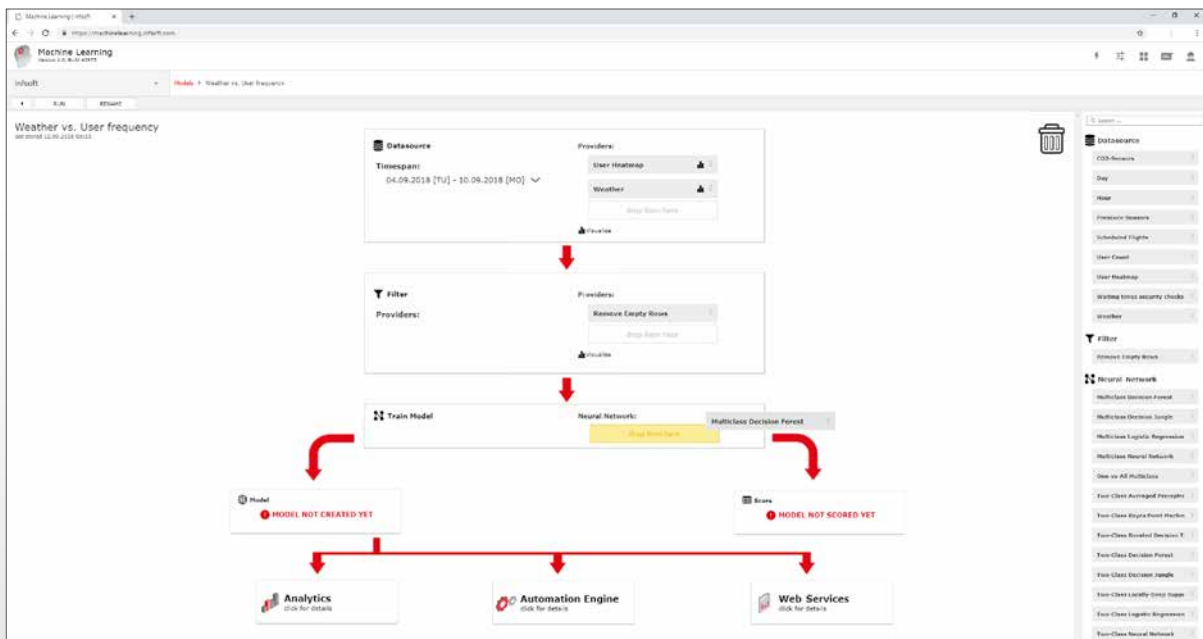 Machine Learning | infsoft
https://machinelearning.infsoft.com
Machine Learning
infsoft
Models > Weather vs. User frequency
RUN
RENAME
Weather vs. User frequency
Datasource
Timespan:
04.09.2018 [TU] - 10.09.2018 [MO]
Providers:
User Heatmap
Weather
Drop Item here
Visualize
Filter
Providers:
Providers:
Remove Empty Rows
Drop Item here
Visualize
Train Model
Neural Network:
Drop Item here
Multiclass Decision Forest
Model
MODEL NOT CREATED YET
Score
MODEL NOT SCORED YET
Analytics
click for details
Automation Engine
click for details
Web Services
click for details
Search ...
Datasource
CO2-Sensors
Day
Hour
Presence Sensors
Scheduled Flights
User Count
User Heatmap
Waiting times security checks
Weather
Filter
Remove Empty Rows
Neural Network
Multiclass Decision Forest
Multiclass Decision Jungle
Multiclass Logistic Regression
Multiclass Neural Network
One vs All Multiclass
Two-Class Averaged Perceptro
Two-Class Bayes Point Machin
Two-Class Boosted Decision T
Two-Class Decision Forest
Two-Class Decision Jungle
Two-Class Locally-Deep Suppo
Two-Class Logistic Regression
Two-Class Neural Network